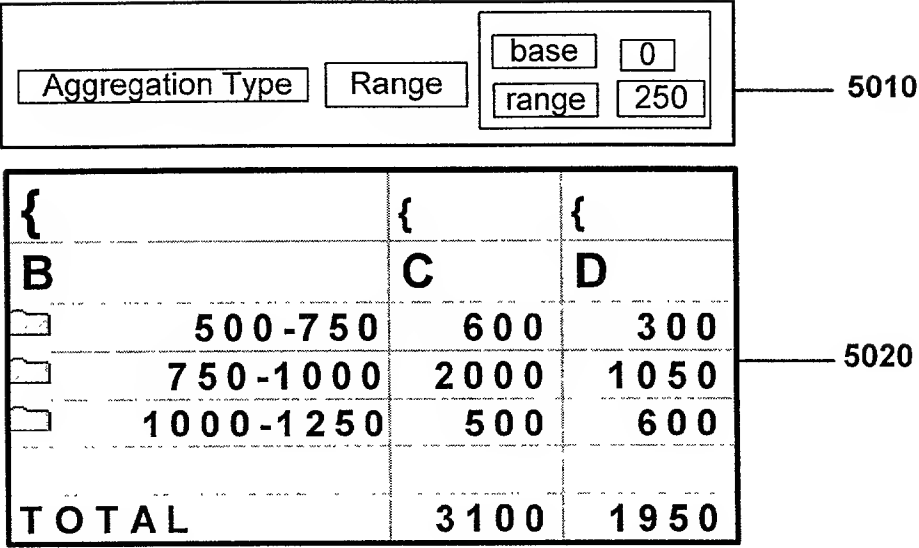 base 0
Aggregation Type Range
range 250
5010
{ { {
B C D
500-750 600 300
750-1000 2000 1050
5020
1000-1250 500 600
TOTAL 3100 1950